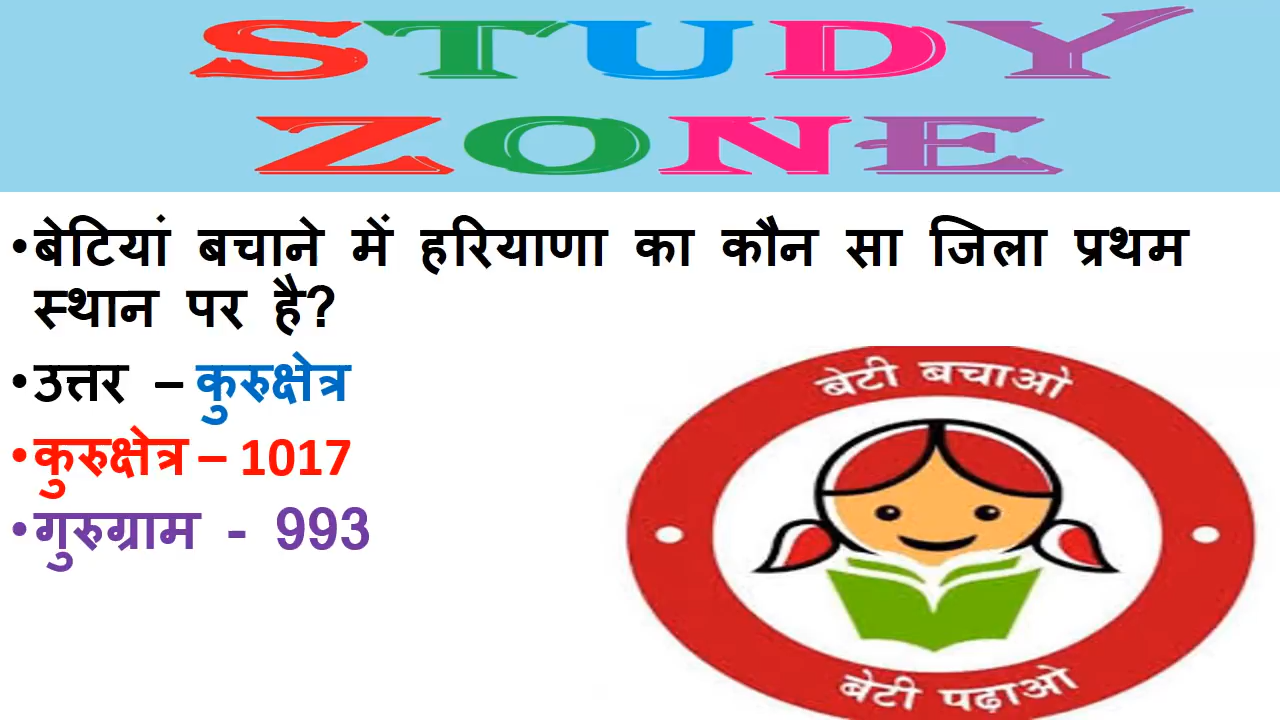 STUDY
ZONE
•बेटियां बचाने में हरियाणा का कौन सा जिला प्रथम
स्थान पर है?
•उत्तर – कुरुक्षेत्र
•कुरुक्षेत्र – 1017
•गुरुग्राम - 993
बेटी बचाओ
बेटी पढ़ाओ